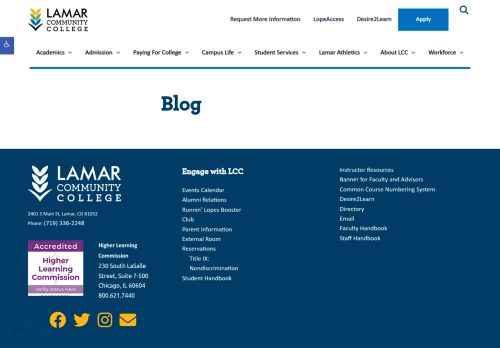 LAMAR
COMMUNITY
COLLEGE
Request More Information LopeAccess Desire2Learn Apply
Academics Admission Paying For College Campus Life Student Services Lamar Athletics About LCC Workforce
Blog
LAMAR
COMMUNITY
COLLEGE
2401 S Main St, Lamar, CO 81052
Phone: (719) 336-2248
Accredited
Higher
Learning
Commission
Verify Status Here
Higher Learning
Commission
230 South LaSalle
Street, Suite 7-500
Chicago, IL 60604
800.621.7440
Engage with LCC
Events Calendar
Alumni Relations
Runnin' Lopes Booster
Club
Parent Information
External Room
Reservations
Title IX:
Nondiscrimination
Student Handbook
Instructor Resources
Banner for Faculty and Advisors
Common Course Numbering System
Desire2Learn
Directory
Email
Faculty Handbook
Staff Handbook